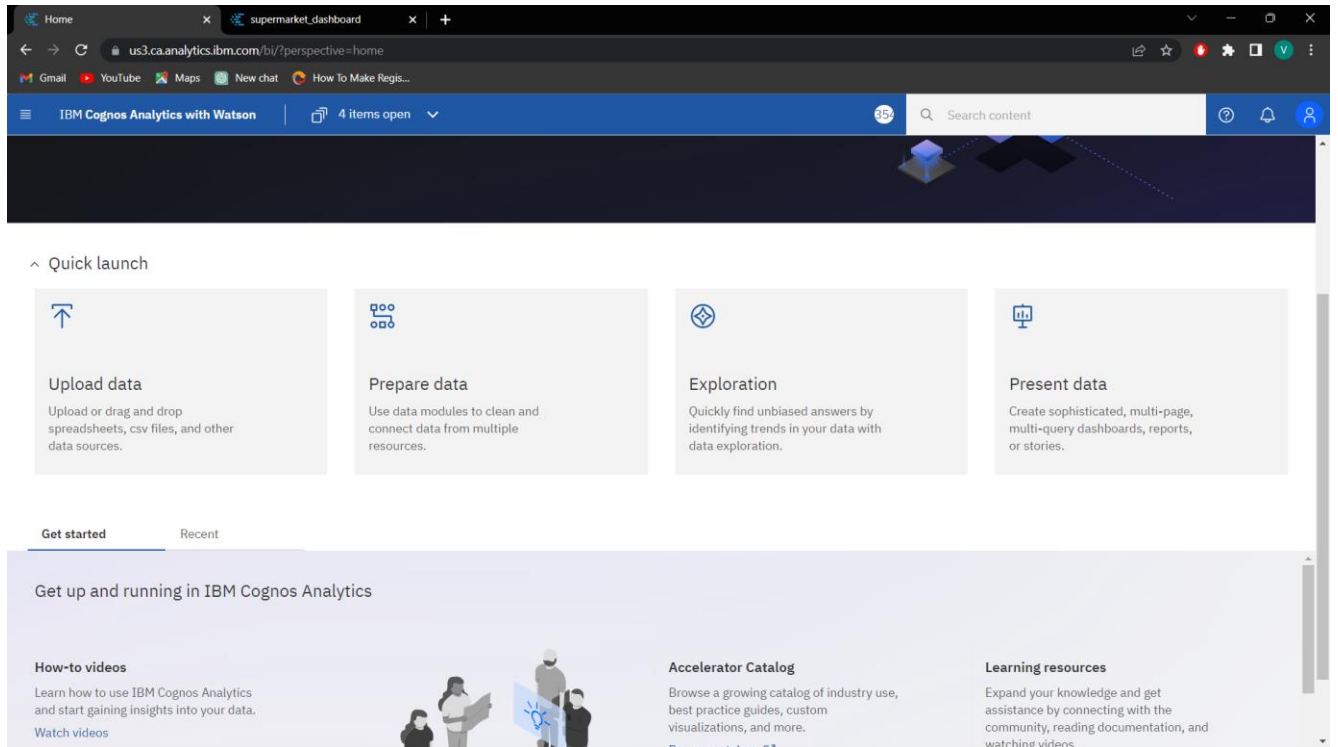 Home
supermarket_dashboard
us3.ca.analytics.ibm.com/bi/?perspective=home
V
Gmail YouTube Maps New chat How To Make Regis...
IBM Cognos Analytics with Watson
4 items open
354
Search content
Quick launch
Upload data
Upload or drag and drop
spreadsheets, csv files, and other
data sources.
Prepare data
Use data modules to clean and
connect data from multiple
resources.
Exploration
Quickly find unbiased answers by
identifying trends in your data with
data exploration.
Present data
Create sophisticated, multi-page,
multi-query dashboards, reports,
or stories.
Get started
Recent
Get up and running in IBM Cognos Analytics
How-to videos
Learn how to use IBM Cognos Analytics
and start gaining insights into your data.
Watch videos
Accelerator Catalog
Browse a growing catalog of industry use,
best practice guides, custom
visualizations, and more.
Learning resources
Expand your knowledge and get
assistance by connecting with the
community, reading documentation, and
watching videos